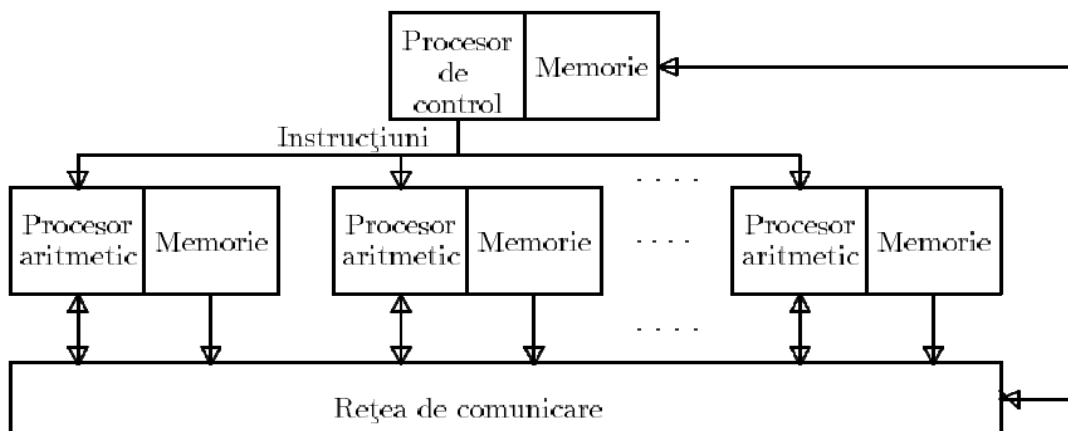 Procesor
de
control
Memorie
Instrucţiuni
Procesor
aritmetic
Memorie
Procesor
aritmetic
Memorie
. . . .
. . . .
. . . .
Procesor
aritmetic
Memorie
Reţea de comunicare